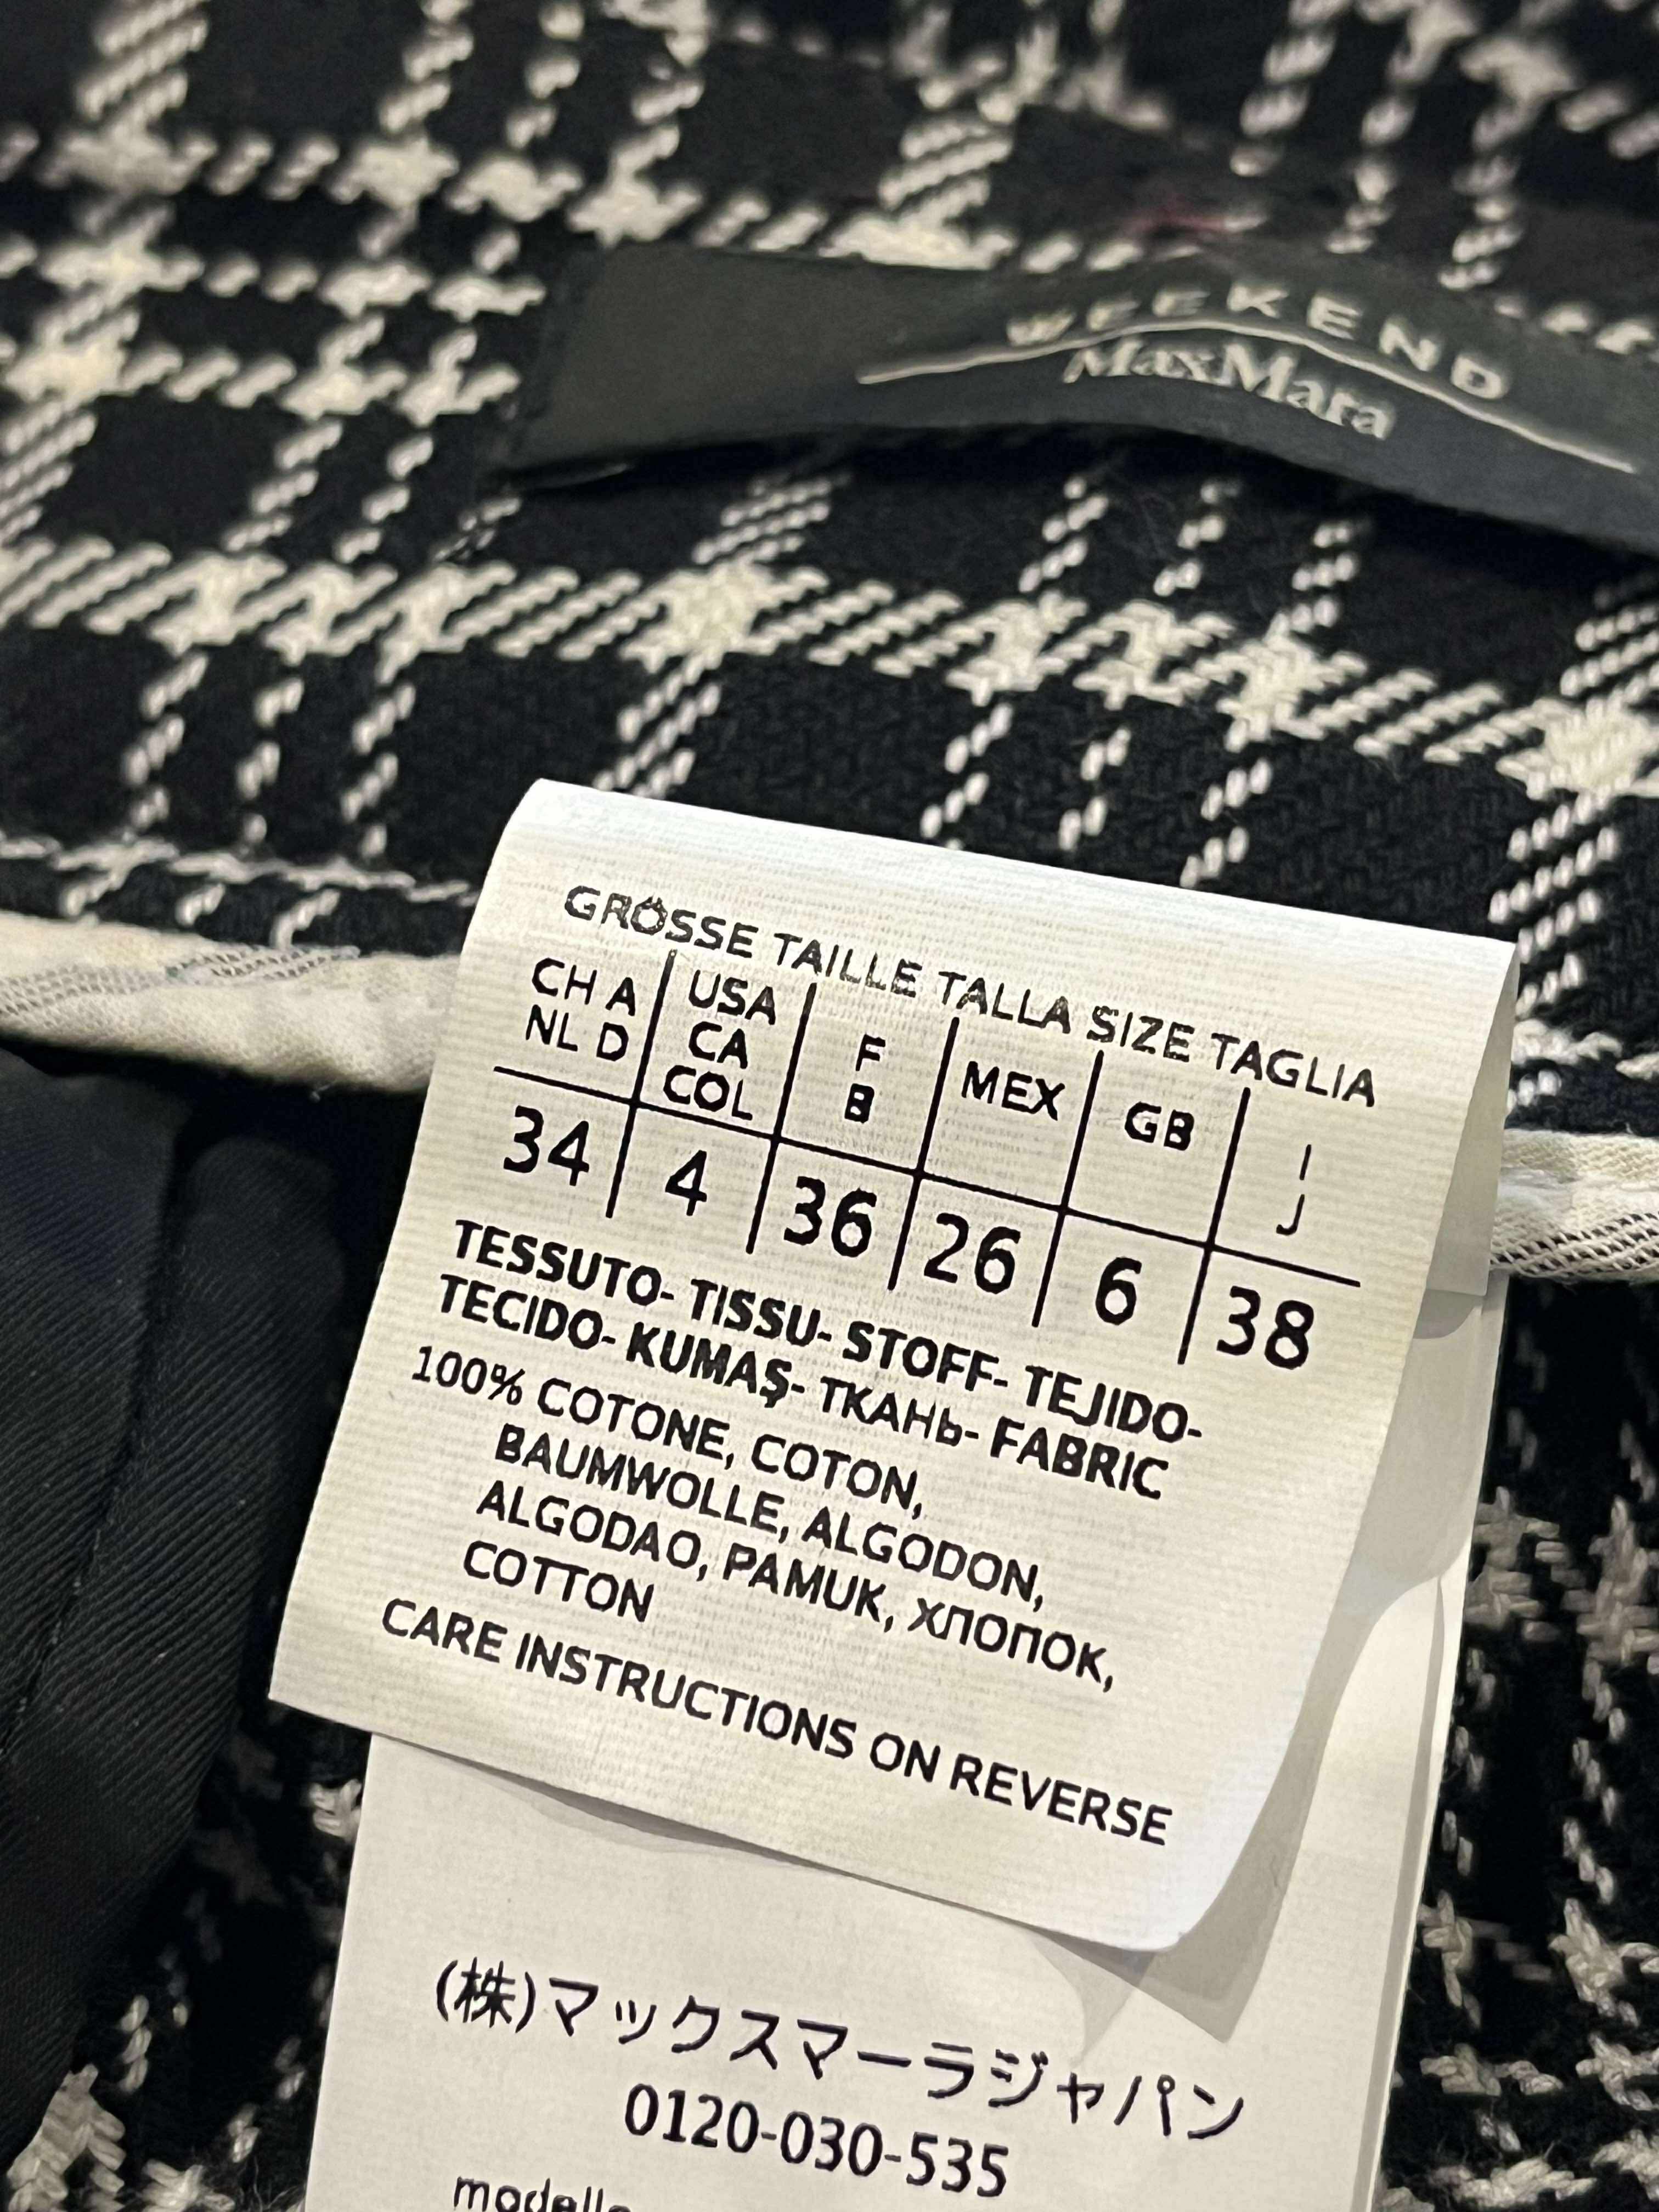 WEEKEND
MaxMara
GRÖSSE TAILLE TALLA SIZE TAGLIA
CH A NL D | USA CA COL | F B | MEX | GB | I J
34 | 4 | 36 | 26 | 6 | 38
TESSUTO- TISSU- STOFF- TEJIDO-
TECIDO- KUMAŞ- ТКАНЬ- FABRIC
100% COTONE, COTON,
BAUMWOLLE, ALGODON,
ALGODAO, PAMUK, ХЛОПОК,
COTTON
CARE INSTRUCTIONS ON REVERSE
(株)マックスマーラジャパン
0120-030-535
modello